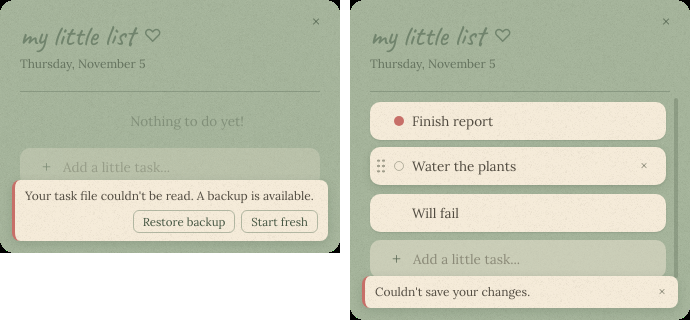 my little list ♡
×
Thursday, November 5
Nothing to do yet!
+ Add a little task...
Your task file couldn't be read. A backup is available.
Restore backup
Start fresh
my little list ♡
×
Thursday, November 5
Finish report
Water the plants ×
Will fail
+ Add a little task...
Couldn't save your changes. ×